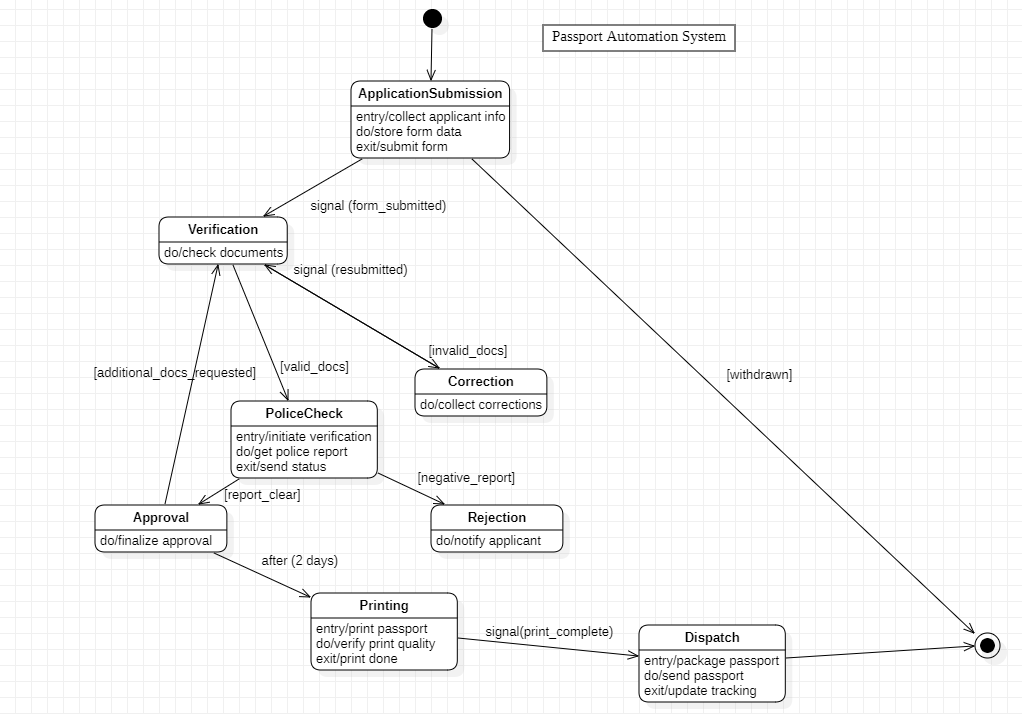 Passport Automation System
ApplicationSubmission
entry/collect applicant info
do/store form data
exit/submit form
signal (form_submitted)
Verification
do/check documents
signal (resubmitted)
[invalid_docs]
[valid_docs]
[additional_docs_requested]
[withdrawn]
Correction
do/collect corrections
PoliceCheck
entry/initiate verification
do/get police report
exit/send status
[negative_report]
[report_clear]
Approval
do/finalize approval
Rejection
do/notify applicant
after (2 days)
Printing
entry/print passport
do/verify print quality
exit/print done
signal(print_complete)
Dispatch
entry/package passport
do/send passport
exit/update tracking